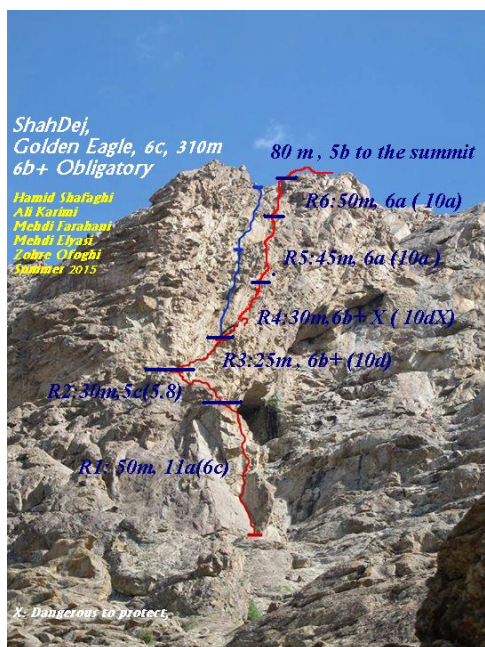 ShahDej,
Golden Eagle, 6c, 310m
6b+ Obligatory
Hamid Shafaghi
Ali Karimi
Mehdi Farahani
Mehdi Elyasi
Zohre Ofoghi
Summer 2015
80 m , 5b to the summit
R6:50m, 6a ( 10a)
R5:45m, 6a (10a )
R4:30m,6b+ X ( 10dX)
R3:25m , 6b+ (10d)
R2:30m,5c(5.8)
R1: 50m, 11a(6c)
X: Dangerous to protect,